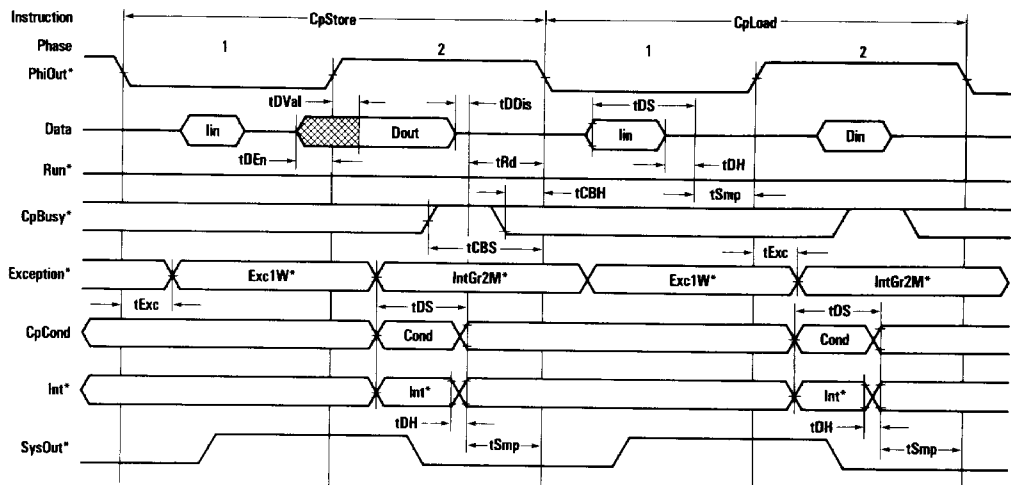 Instruction CpStore CpLoad
Phase 1 2 1 2
PhiOut*
tDVal tDDis tDS
Data Iin Dout Iin Din
tDEn tRd tDH
Run*
tCBH tSmp
CpBusy*
tCBS tExc
Exception* Exc1W* IntGr2M* Exc1W* IntGr2M*
tExc tDS tDS
CpCond Cond Cond
Int* Int* Int*
tDH tDH
SysOut* tSmp tSmp